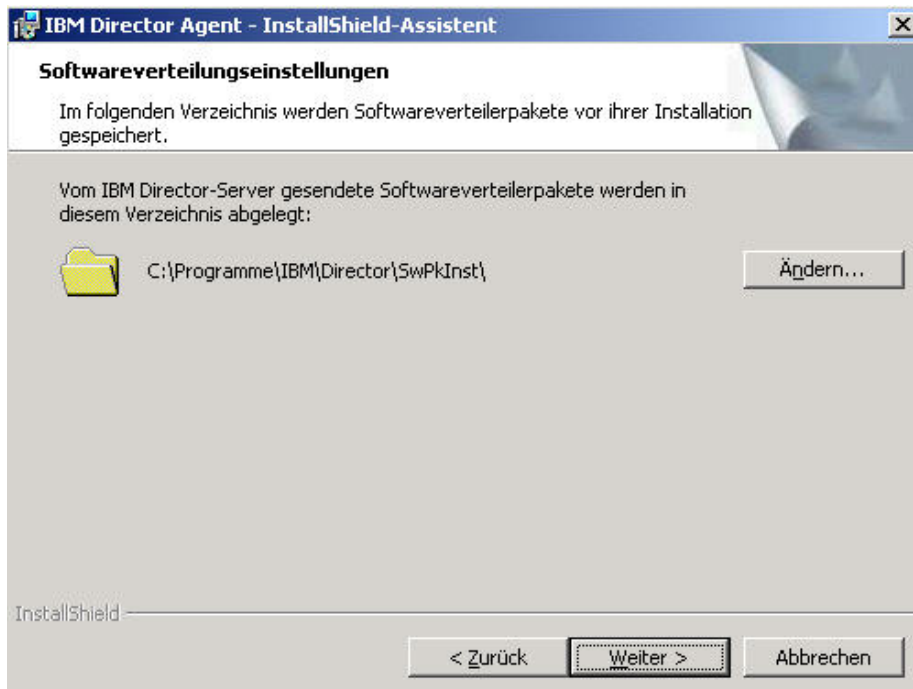 IBM Director Agent - InstallShield-Assistent
Softwareverteilungseinstellungen
Im folgenden Verzeichnis werden Softwareverteilerpakete vor ihrer Installation
gespeichert.
Vom IBM Director-Server gesendete Softwareverteilerpakete werden in
diesem Verzeichnis abgelegt:
C:\Programme\IBM\Director\SwPkInst\
Ändern...
InstallShield
< Zurück
Weiter >
Abbrechen